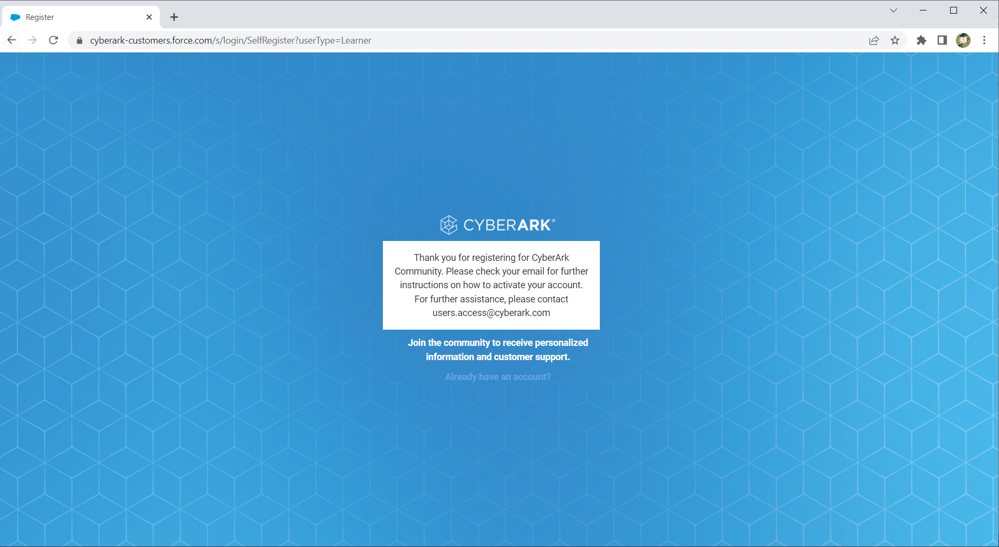 Register
cyberark-customers.force.com/s/login/SelfRegister?userType=Learner
CYBERARK®
Thank you for registering for CyberArk
Community. Please check your email for further
instructions on how to activate your account.
For further assistance, please contact
users.access@cyberark.com
Join the community to receive personalized
information and customer support.
Already have an account?